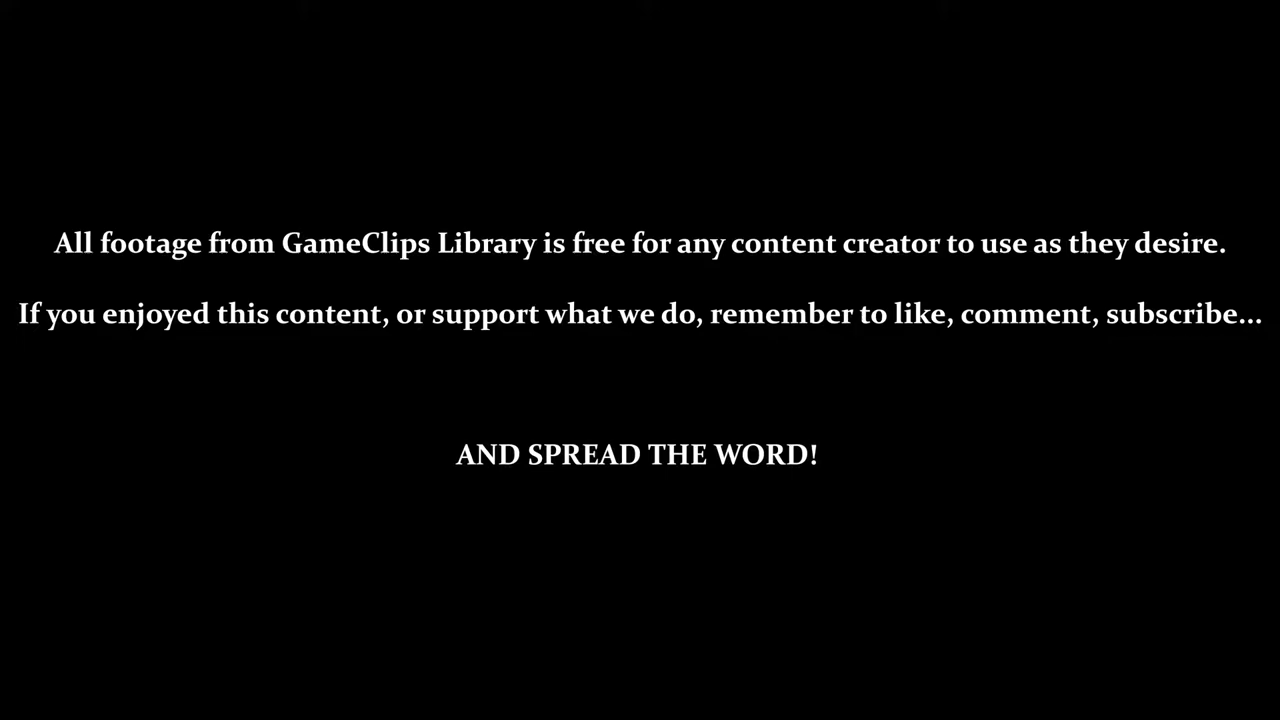 All footage from GameClips Library is free for any content creator to use as they desire.
If you enjoyed this content, or support what we do, remember to like, comment, subscribe...
AND SPREAD THE WORD!